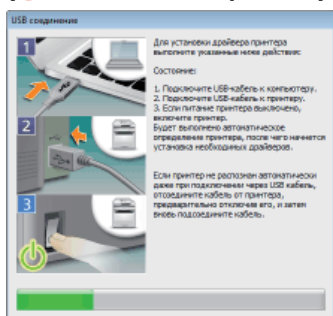 USB соединение
1
2
3
Для установки драйвера принтера
выполните указанные ниже действия:
Состояние:
1. Подключите USB-кабель к компьютеру.
2. Подключите USB-кабель к принтеру.
3. Если питание принтера выключено,
включите принтер.
Будет выполнено автоматическое
определение принтера, после чего начнется
установка необходимых драйверов.
Если принтер не распознан автоматически
даже при подключении через USB кабель,
отсоедините кабель от принтера,
предварительно отключив его, и затем
вновь подсоедините кабель.